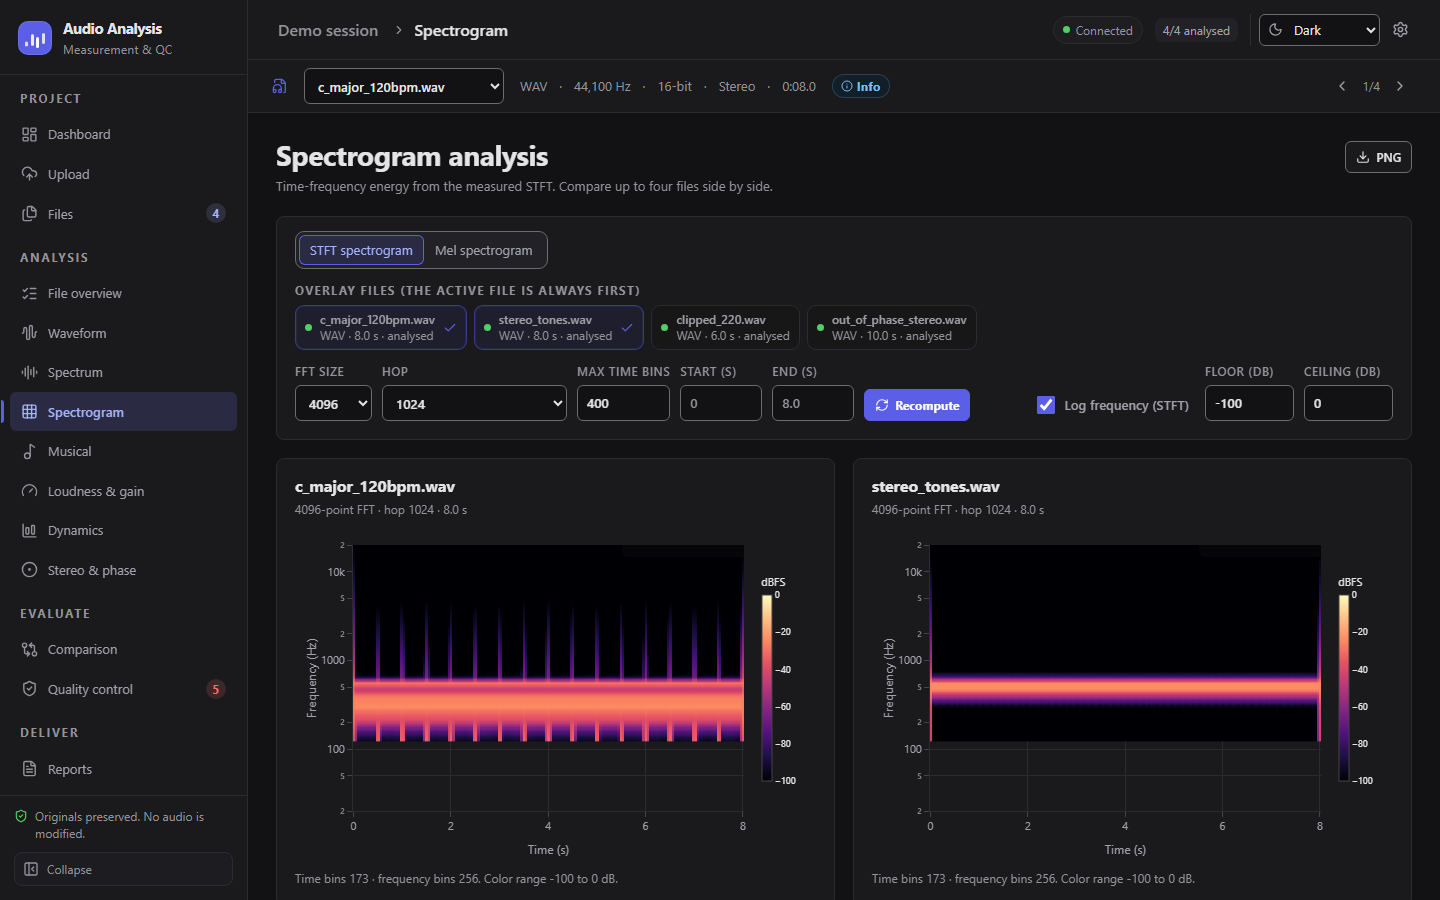 Audio Analysis
Measurement & QC
PROJECT
Dashboard
Upload
Files
4
ANALYSIS
File overview
Waveform
Spectrum
Spectrogram
Musical
Loudness & gain
Dynamics
Stereo & phase
EVALUATE
Comparison
Quality control
5
DELIVER
Reports
Originals preserved. No audio is
modified.
Collapse
Demo session
Spectrogram
Connected
4/4 analysed
Dark
c_major_120bpm.wav
WAV · 44,100 Hz · 16-bit · Stereo · 0:08.0
Info
1/4
Spectrogram analysis
Time-frequency energy from the measured STFT. Compare up to four files side by side.
PNG
STFT spectrogram
Mel spectrogram
OVERLAY FILES (THE ACTIVE FILE IS ALWAYS FIRST)
c_major_120bpm.wav
WAV · 8.0 s · analysed
stereo_tones.wav
WAV · 8.0 s · analysed
clipped_220.wav
WAV · 6.0 s · analysed
out_of_phase_stereo.wav
WAV · 10.0 s · analysed
FFT SIZE
4096
HOP
1024
MAX TIME BINS
400
START (S)
0
END (S)
8.0
Recompute
Log frequency (STFT)
FLOOR (DB)
-100
CEILING (DB)
0
c_major_120bpm.wav
4096-point FFT · hop 1024 · 8.0 s
Frequency (Hz)
2
10k
5
2
1000
5
2
100
5
2
0
2
4
6
8
Time (s)
dBFS
0
−20
−40
−60
−80
−100
Time bins 173 · frequency bins 256. Color range -100 to 0 dB.
stereo_tones.wav
4096-point FFT · hop 1024 · 8.0 s
Frequency (Hz)
2
10k
5
2
1000
5
2
100
5
2
0
2
4
6
8
Time (s)
dBFS
0
−20
−40
−60
−80
−100
Time bins 173 · frequency bins 256. Color range -100 to 0 dB.